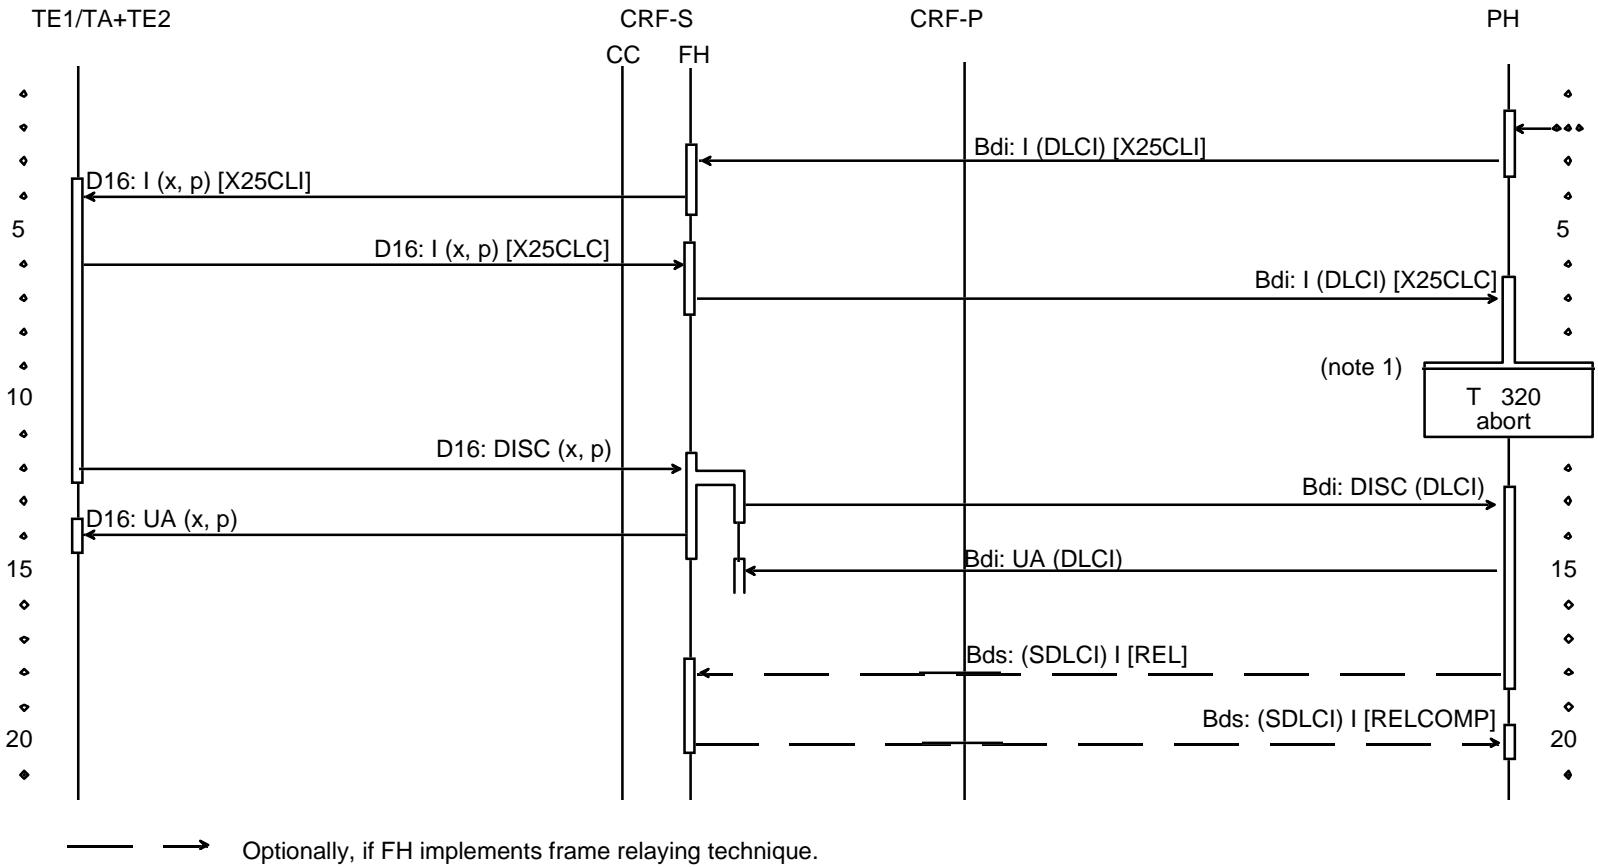 TE1/TA+TE2 CRF-S CRF-P PH
CC FH
Bdi: I (DLCI) [X25CLI]
D16: I (x, p) [X25CLI]
5 5
D16: I (x, p) [X25CLC]
Bdi: I (DLCI) [X25CLC]
(note 1)
10 T 320
abort
D16: DISC (x, p)
Bdi: DISC (DLCI)
D16: UA (x, p)
Bdi: UA (DLCI)
15 15
Bds: (SDLCI) I [REL]
Bds: (SDLCI) I [RELCOMP]
20 20
Optionally, if FH implements frame relaying technique.